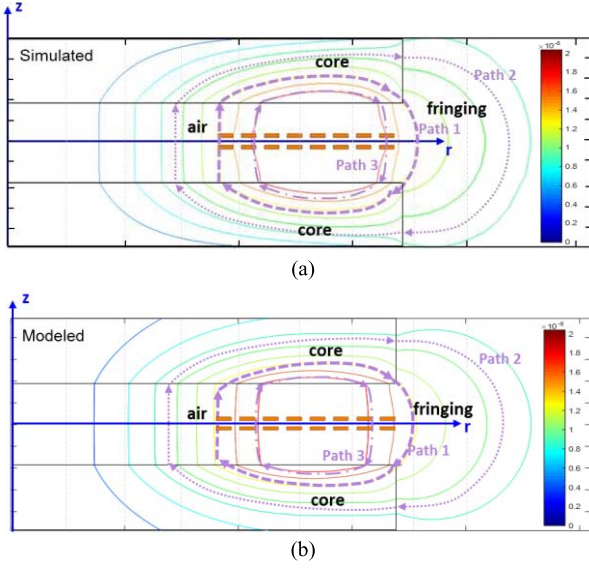 z
Simulated
core
Path 2
× 10⁻⁸
air
fringing
Path 1
r
Path 3
core
2
1.8
1.6
1.4
1.2
1
0.8
0.6
0.4
0.2
0
(a)
z
Modeled
core
Path 2
air
fringing
r
Path 3
Path 1
core
2
1.8
1.6
1.4
1.2
1
0.8
0.6
0.4
0.2
0
(b)